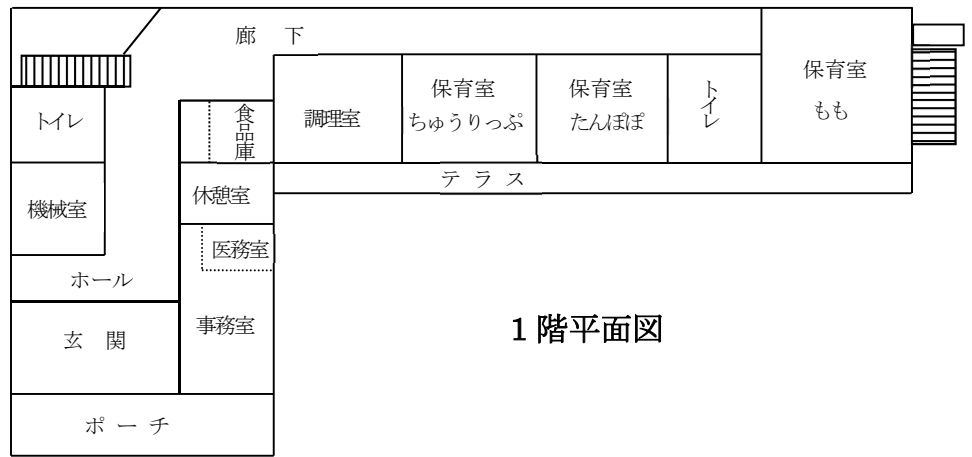 廊 下
保育室
もも
保育室
ちゅうりっぷ
保育室
たんぽぽ
トイレ
調理室
食品庫
トイレ
テラス
休憩室
機械室
医務室
ホール
事務室
玄 関
1階平面図
ポーチ